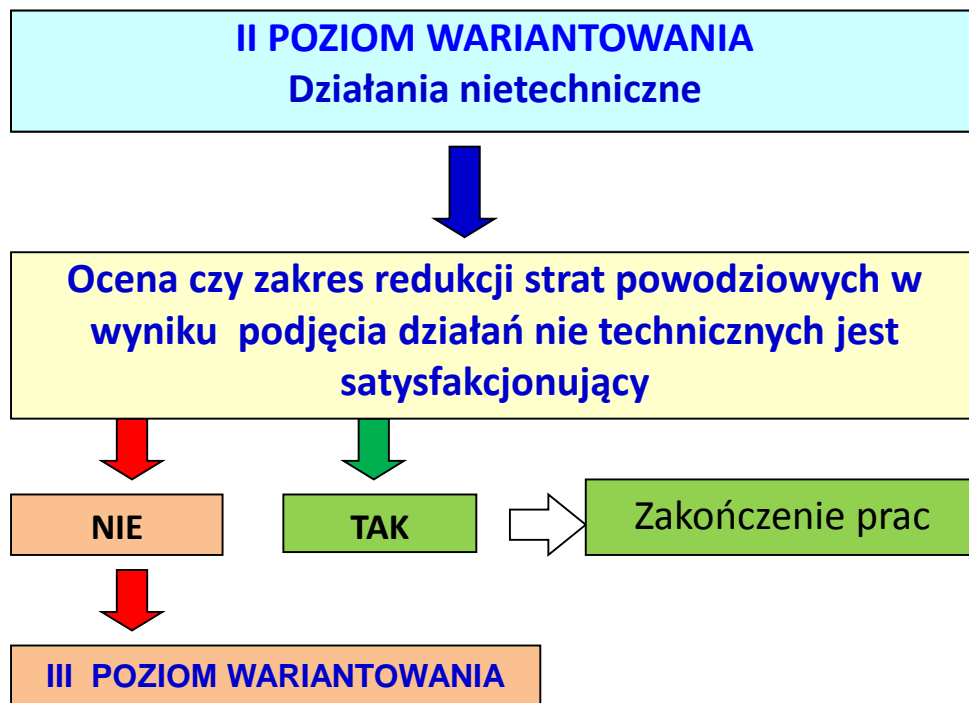 II POZIOM WARIANTOWANIA
Działania nietechniczne
Ocena czy zakres redukcji strat powodziowych w
wyniku podjęcia działań nie technicznych jest
satysfakcjonujący
NIE
TAK
Zakończenie prac
III POZIOM WARIANTOWANIA